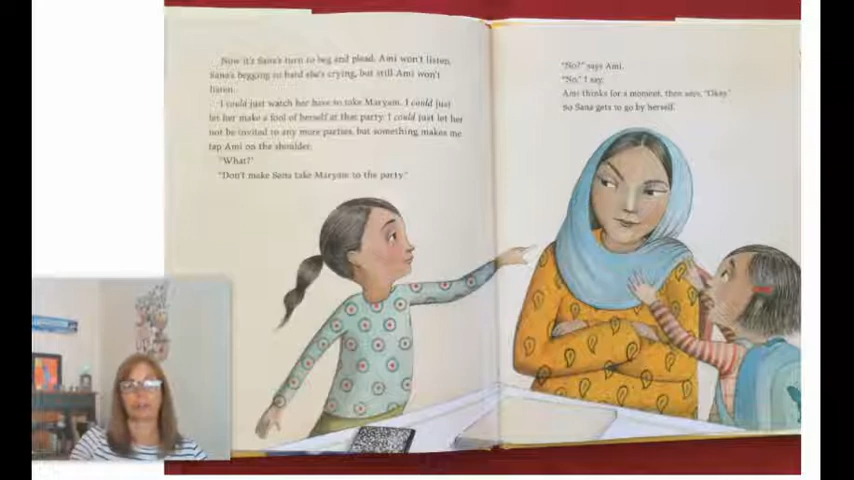 Now it's Sana's turn to beg and plead. Ami won't listen.
Sana's begging so hard she's crying, but still Ami won't
listen.
I could just watch her have to take Maryam. I could just
let her make a fool of herself at that party. I could just let her
not be invited to any more parties, but something makes me
tap Ami on the shoulder.
"What?"
"Don't make Sana take Maryam to the party."
"No?" says Ami.
"No," I say.
Ami thinks for a moment, then says, "Okay."
So Sana gets to go by herself.